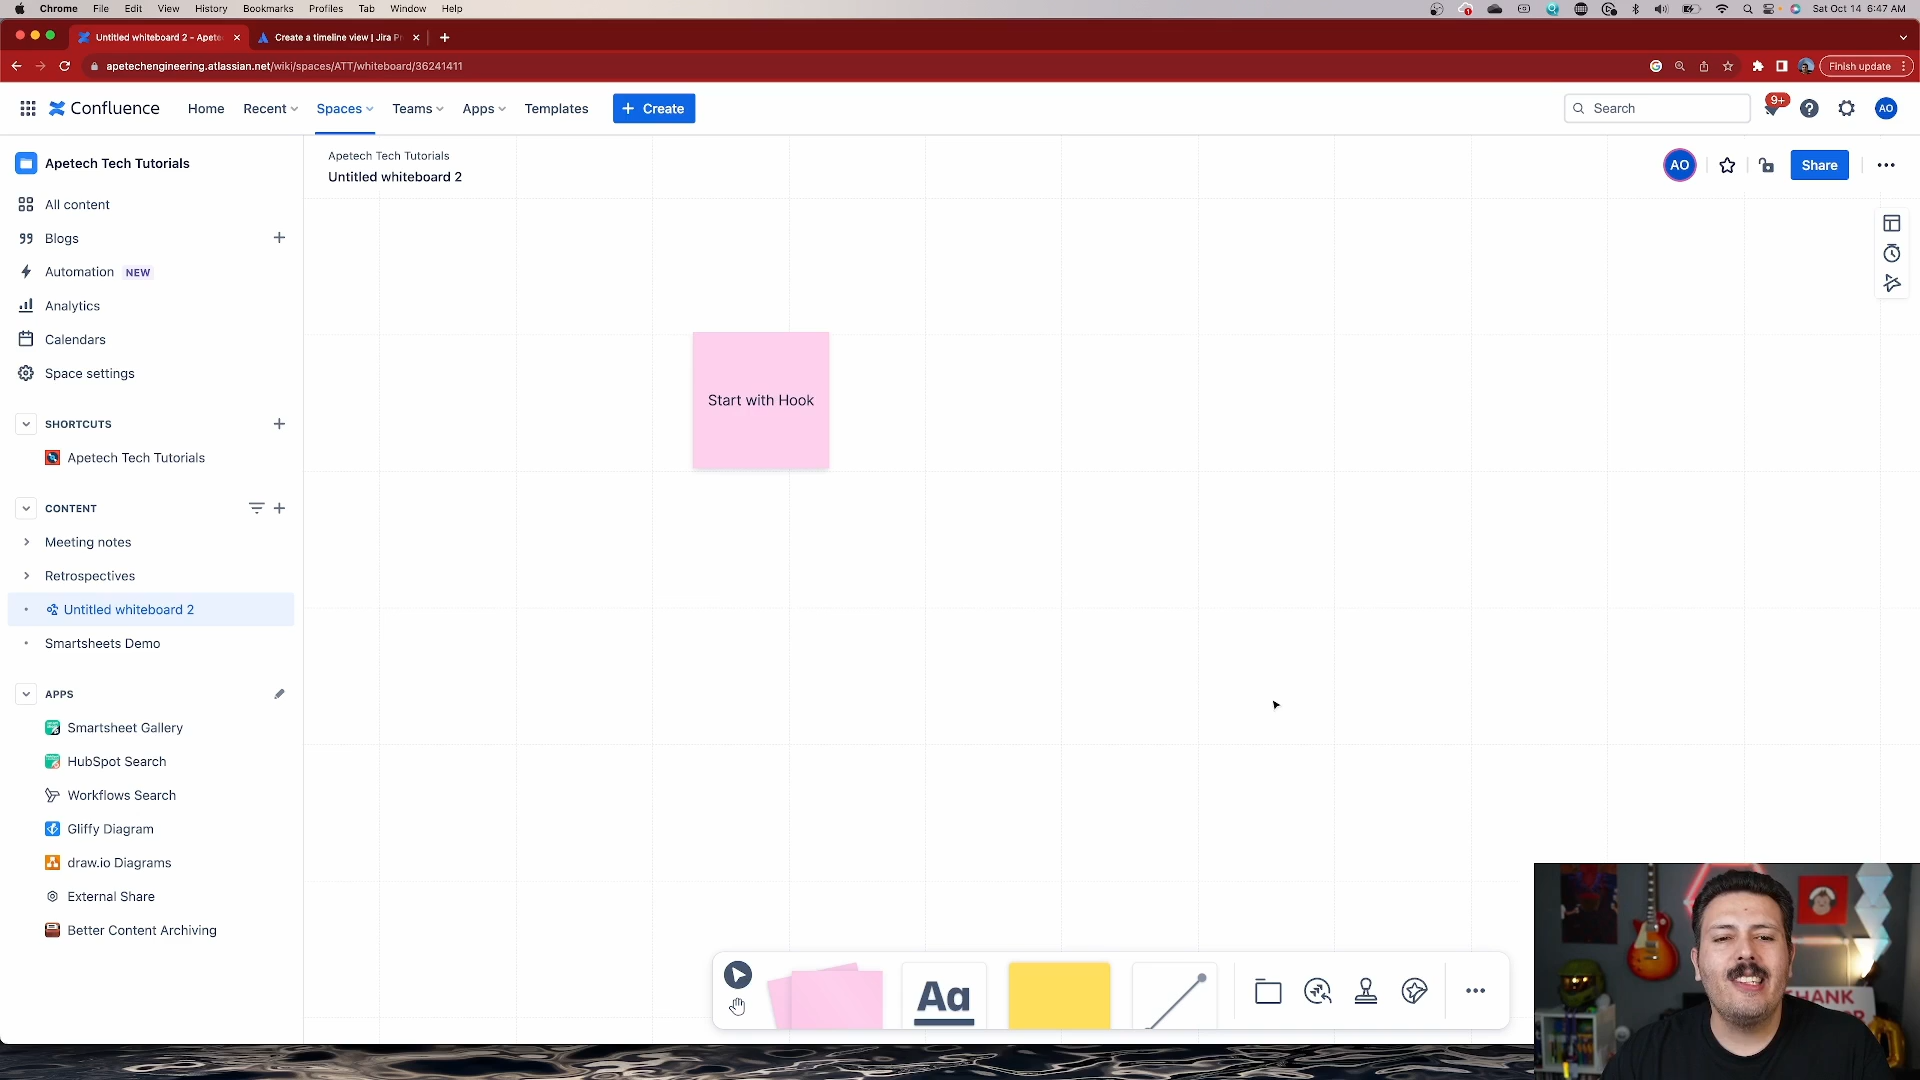 Chrome File Edit View History Bookmarks Profiles Tab Window Help
Sat Oct 14 6:47 AM
Untitled whiteboard 2 – Apete
Create a timeline view | Jira P
apetechengineering.atlassian.net/wiki/spaces/ATT/whiteboard/36241411
Finish update
Confluence
Home
Recent
Spaces
Teams
Apps
Templates
+ Create
Search
9+
AO
Apetech Tech Tutorials
All content
Blogs
Automation NEW
Analytics
Calendars
Space settings
SHORTCUTS
Apetech Tech Tutorials
CONTENT
Meeting notes
Retrospectives
Untitled whiteboard 2
Smartsheets Demo
APPS
Smartsheet Gallery
HubSpot Search
Workflows Search
Gliffy Diagram
draw.io Diagrams
External Share
Better Content Archiving
Apetech Tech Tutorials
Untitled whiteboard 2
AO
Share
Start with Hook
Aa